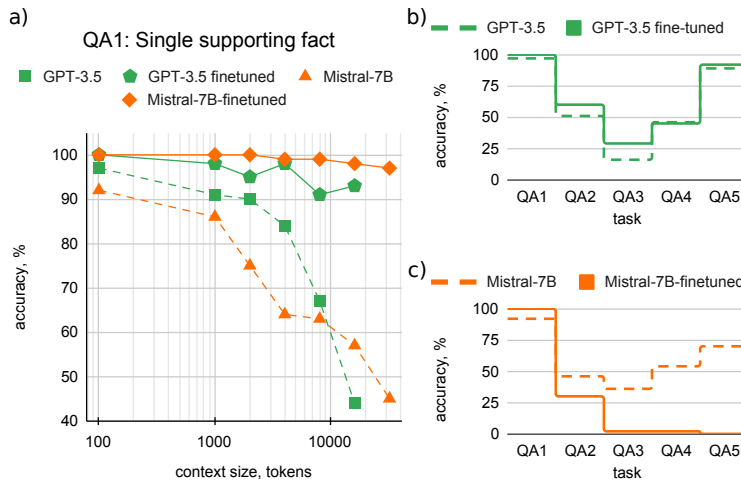 a)
QA1: Single supporting fact
GPT-3.5
GPT-3.5 finetuned
Mistral-7B
Mistral-7B-finetuned
accuracy, %
100
90
80
70
60
50
40
100
1000
10000
context size, tokens
b)
GPT-3.5
GPT-3.5 fine-tuned
accuracy, %
100
75
50
25
0
QA1
QA2
QA3
QA4
QA5
task
c)
Mistral-7B
Mistral-7B-finetuned
accuracy, %
100
75
50
25
0
QA1
QA2
QA3
QA4
QA5
task